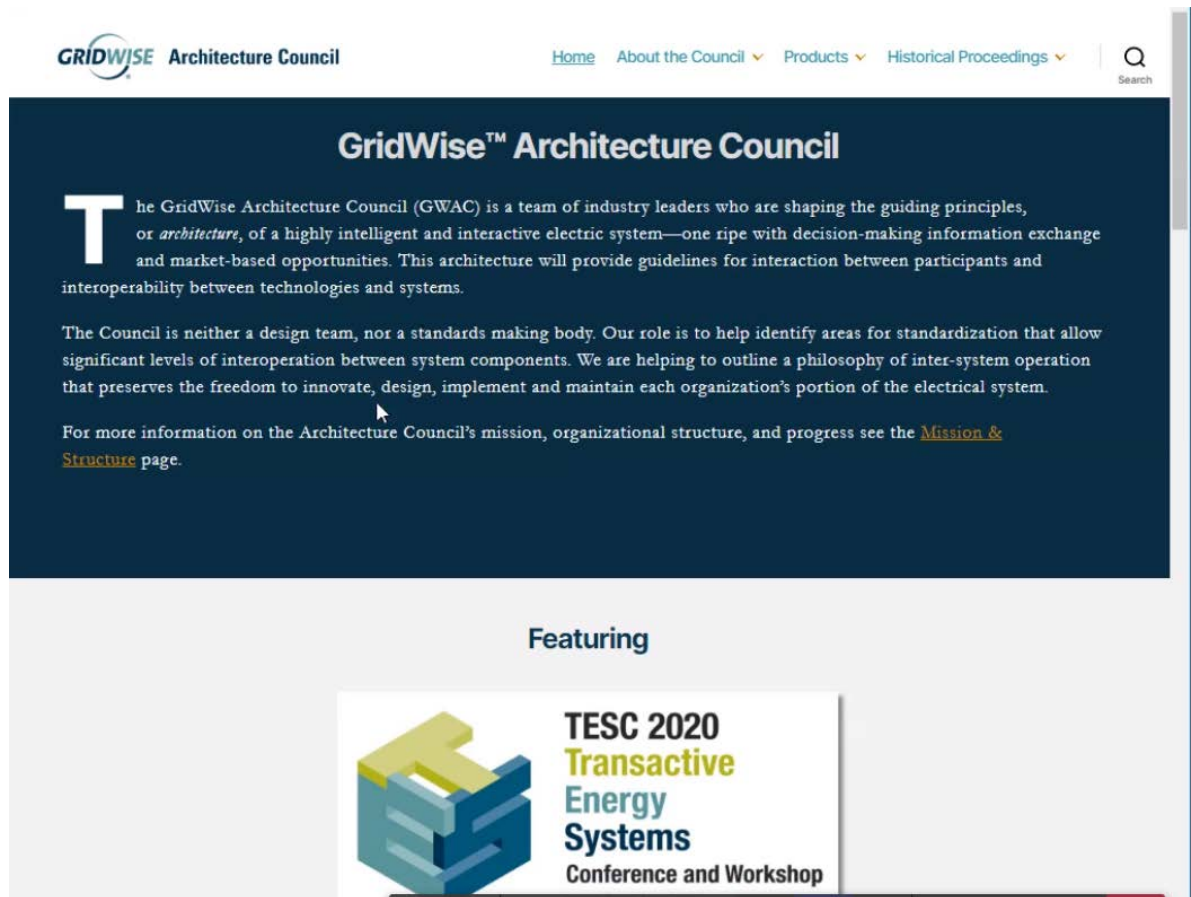 GRIDWISE Architecture Council
Home About the Council Products Historical Proceedings
Search
GridWise™ Architecture Council
The GridWise Architecture Council (GWAC) is a team of industry leaders who are shaping the guiding principles,
or architecture, of a highly intelligent and interactive electric system—one ripe with decision-making information exchange
and market-based opportunities. This architecture will provide guidelines for interaction between participants and
interoperability between technologies and systems.
The Council is neither a design team, nor a standards making body. Our role is to help identify areas for standardization that allow
significant levels of interoperation between system components. We are helping to outline a philosophy of inter-system operation
that preserves the freedom to innovate, design, implement and maintain each organization's portion of the electrical system.
For more information on the Architecture Council's mission, organizational structure, and progress see the Mission &
Structure page.
Featuring
TES
TESC 2020
Transactive
Energy
Systems
Conference and Workshop